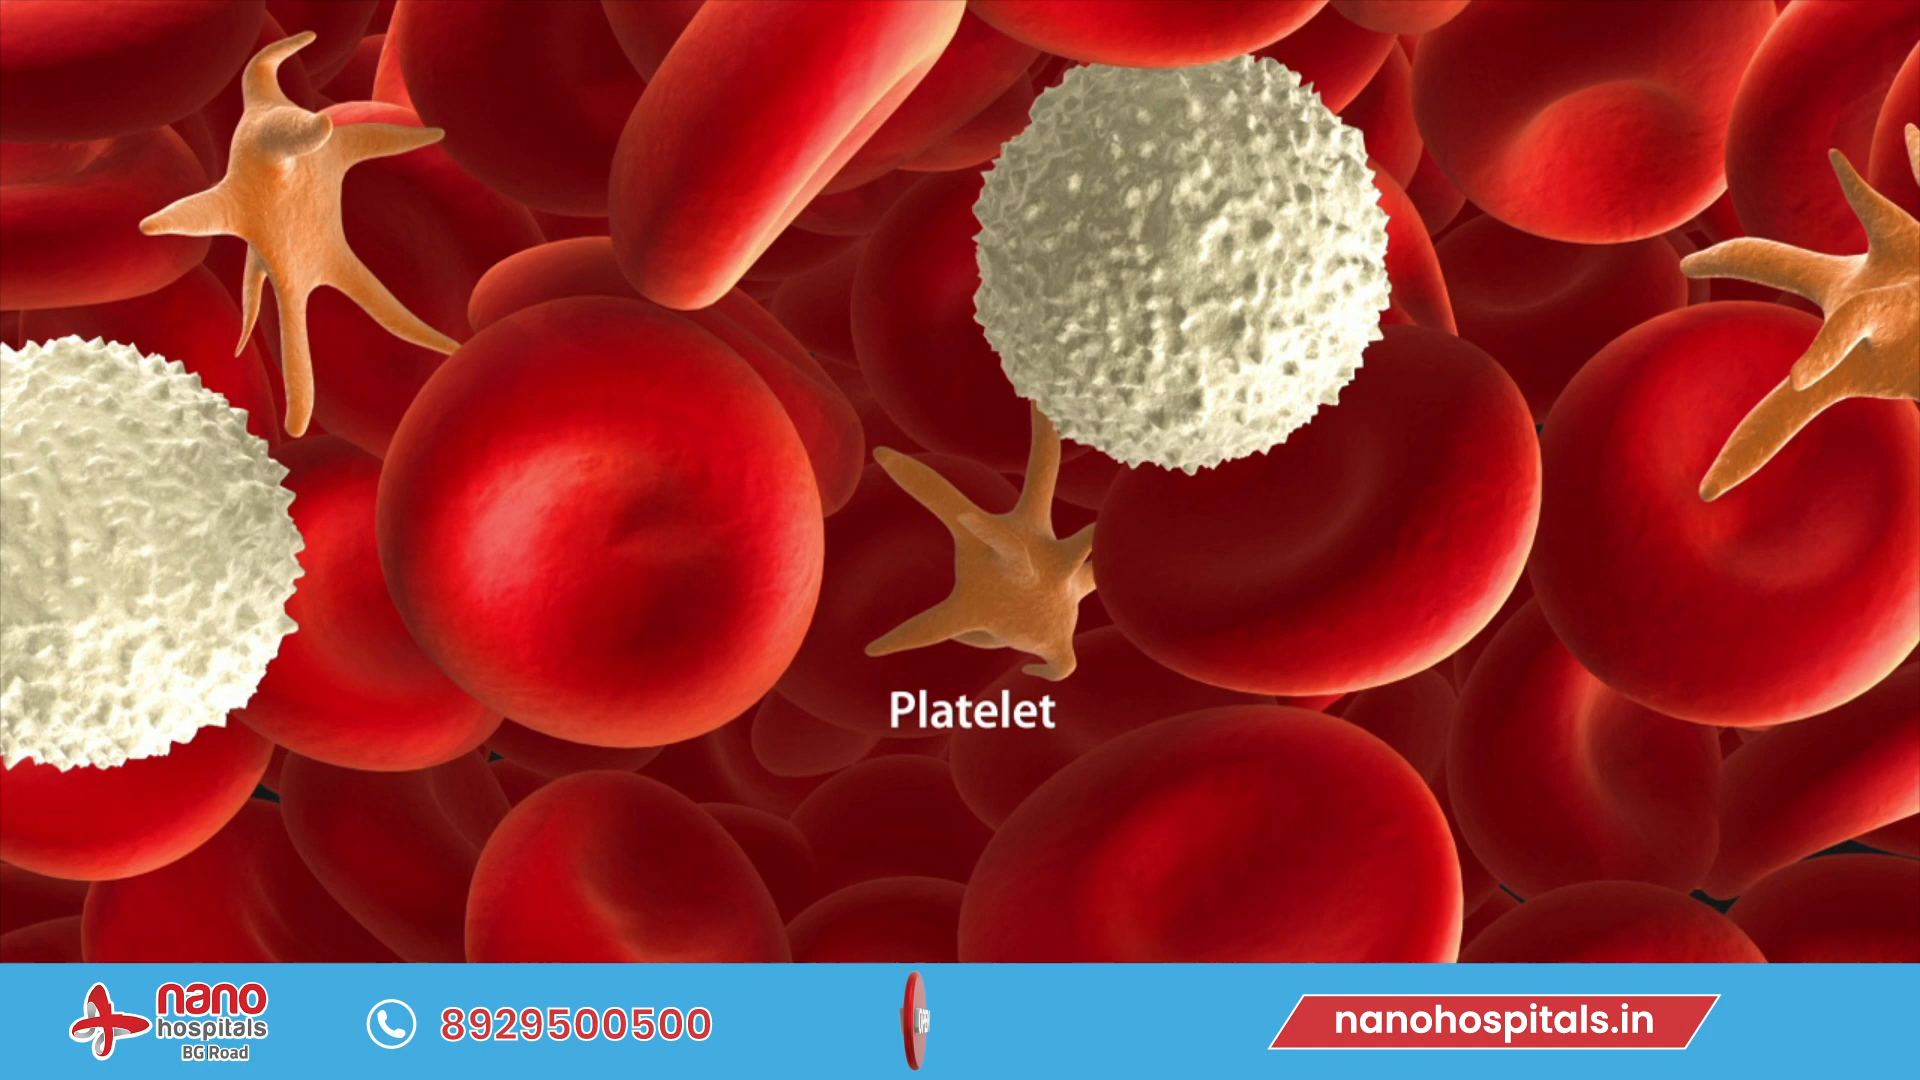 Platelet
nano
hospitals
BG Road
8929500500
nanohospitals.in